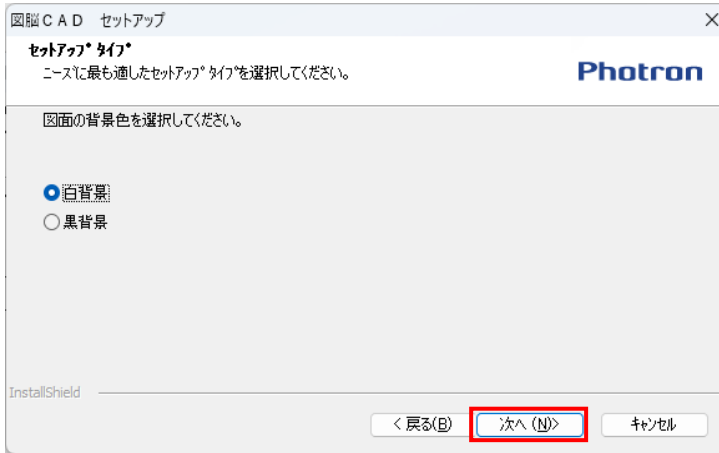 図脳ＣＡＤ　セットアップ
セットアップ タイプ
ニーズに最も適したセットアップ タイプを選択してください。
Photron
図面の背景色を選択してください。
白背景
黒背景
InstallShield
< 戻る(B)
次へ (N)>
キャンセル